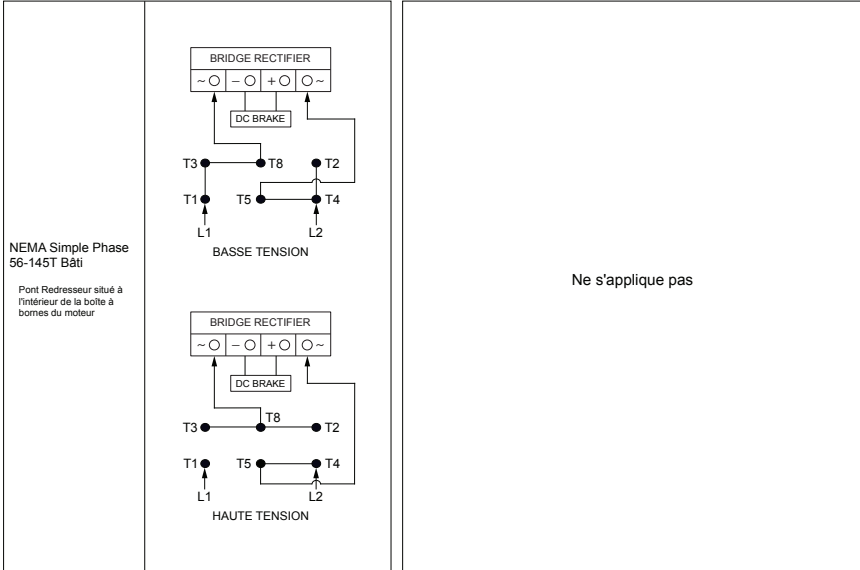 NEMA Simple Phase
56-145T Bâti
Pont Redresseur situé à
l'intérieur de la boîte à
bornes du moteur
BRIDGE RECTIFIER
~ − + ~
DC BRAKE
T3 T8 T2
T1 T5 T4
L1 L2
BASSE TENSION
BRIDGE RECTIFIER
~ − + ~
DC BRAKE
T8
T3 T2
T1 T5 T4
L1 L2
HAUTE TENSION
Ne s'applique pas